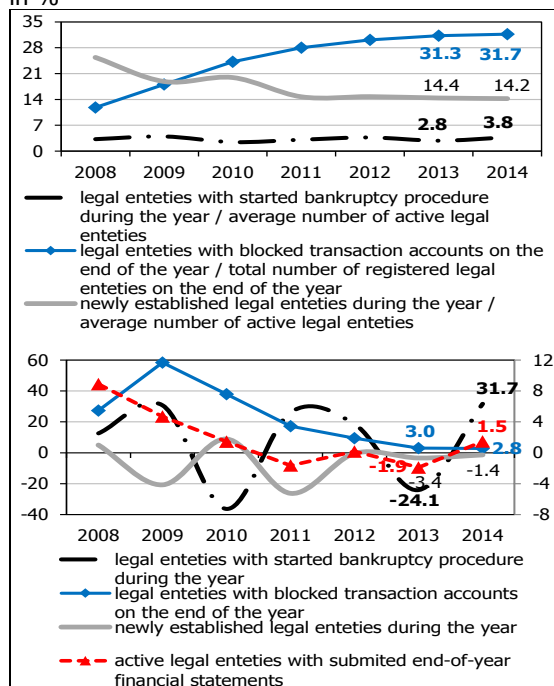 in %
35
28
21
14
7
0
31.3
31.7
14.4
14.2
2.8
3.8
2008 2009 2010 2011 2012 2013 2014
legal enteties with started bankruptcy procedure
during the year / average number of active legal
enteties
legal enteties with blocked transaction accounts on the
end of the year / total number of registered legal
enteties on the end of the year
newly established legal enteties during the year /
average number of active legal enteties
60
40
20
0
-20
-40
12
8
4
0
-4
-8
31.7
3.0
1.5
2.8
-1.9
-3.4
-1.4
-24.1
2008 2009 2010 2011 2012 2013 2014
legal enteties with started bankruptcy procedure
during the year
legal enteties with blocked transaction accounts
on the end of the year
newly established legal enteties during the year
active legal enteties with submited end-of-year
financial statements